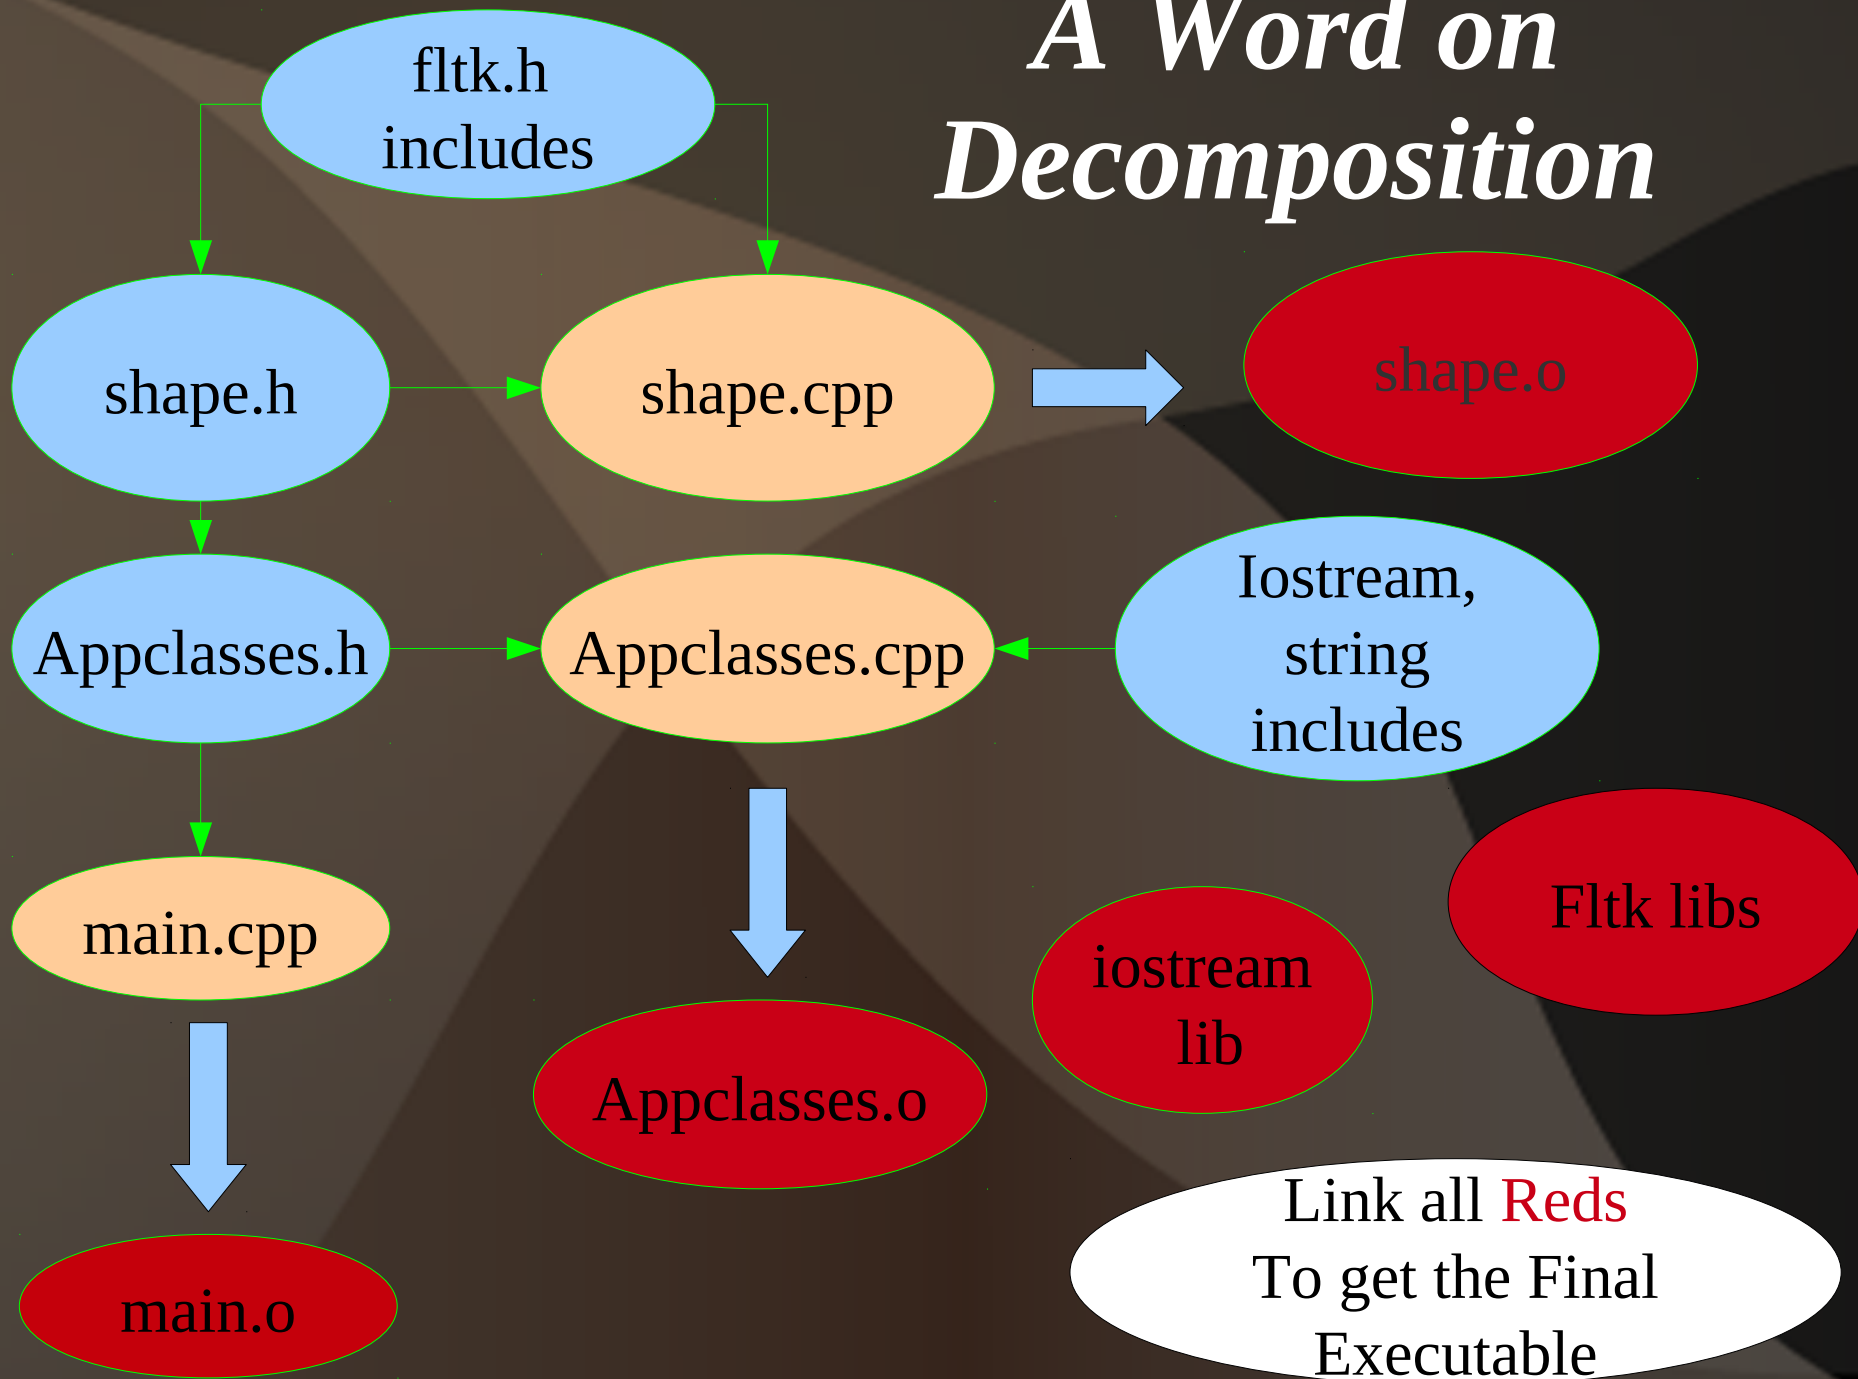 A Word on
Decomposition
fltk.h
includes
shape.h
shape.cpp
shape.o
Appclasses.h
Appclasses.cpp
Iostream,
string
includes
main.cpp
Fltk libs
iostream
lib
Appclasses.o
main.o
Link all Reds
To get the Final
Executable